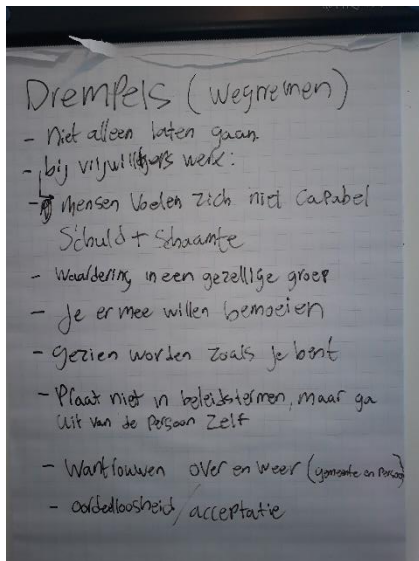 Drempels (wegnemen)
- Niet alleen laten gaan
- bij vrijwilligers werk:
- mensen voelen zich niet capabel
Schuld + schaamte
- Waardering in een gezellige groep
- Je er mee willen bemoeien
- gezien worden zoals je bent
- Praat niet in beleidstermen, maar ga
uit van de persoon zelf
- Wantrouwen over en weer (gemeente en persoon)
- oordeelloosheid / acceptatie